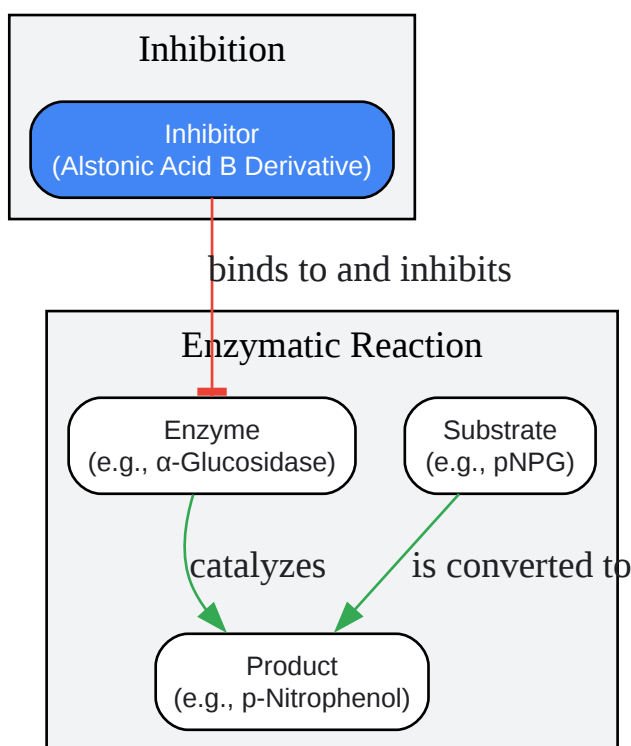 Inhibition
Inhibitor
(Alstonic Acid B Derivative)
binds to and inhibits
Enzymatic Reaction
Enzyme
(e.g., α-Glucosidase)
Substrate
(e.g., pNPG)
catalyzes
is converted to
Product
(e.g., p-Nitrophenol)